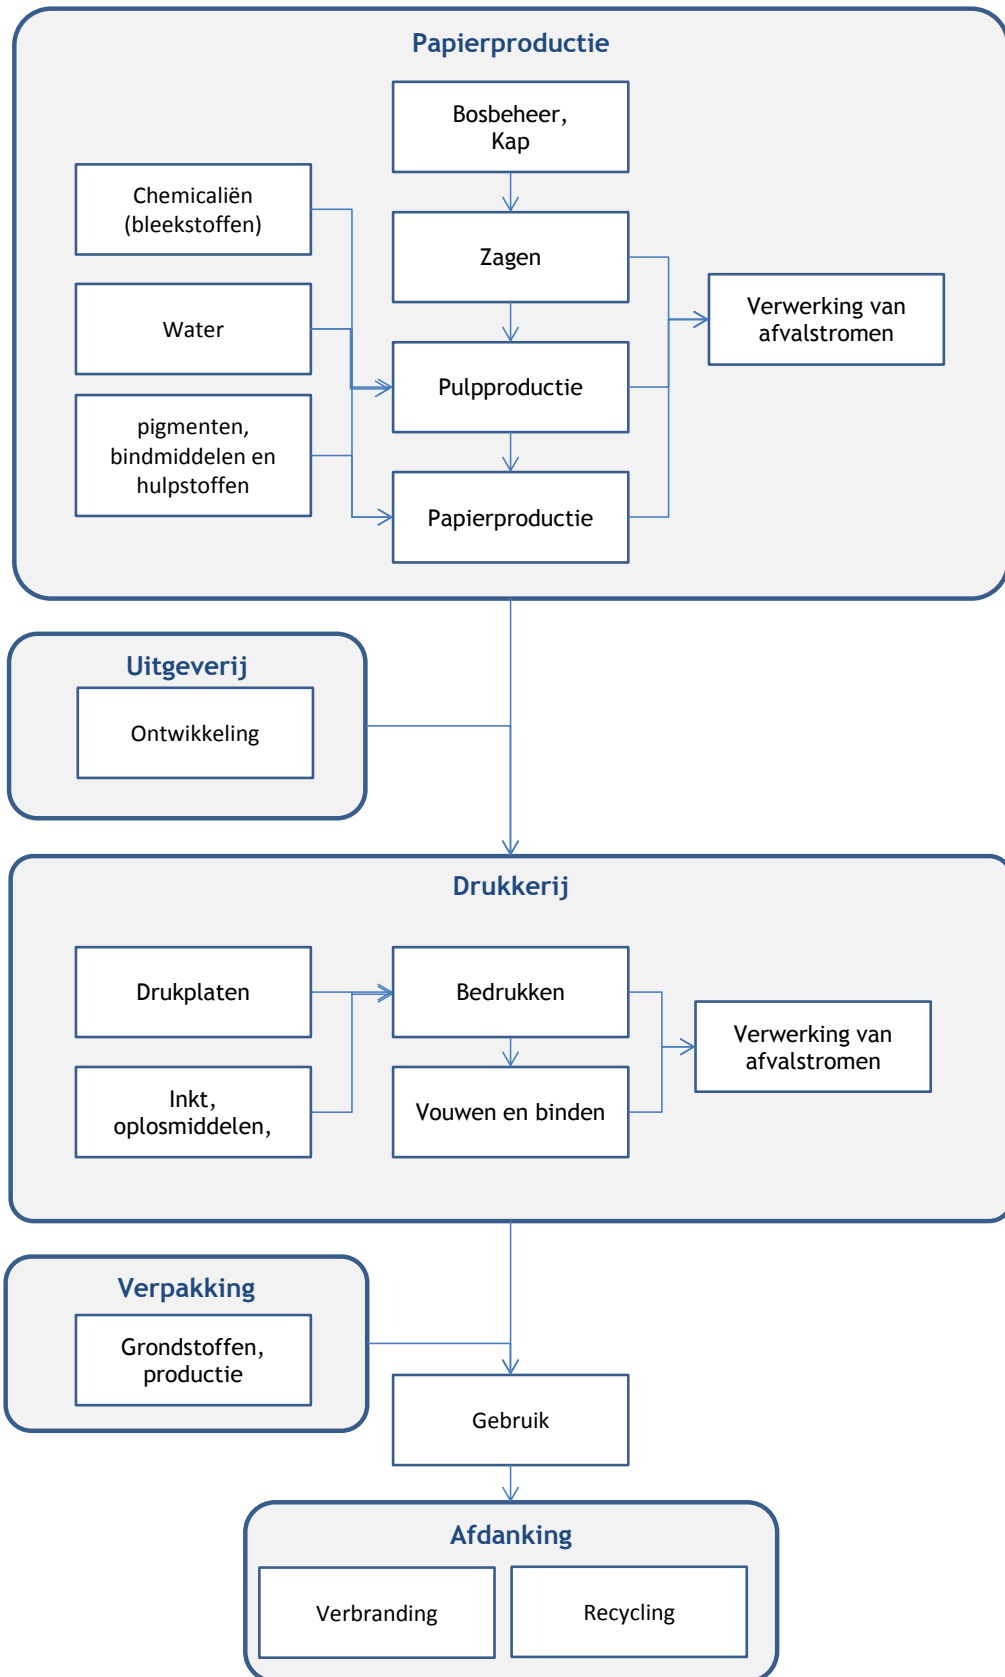 Papierproductie
Bosbeheer,
Kap
Chemicaliën
(bleekstoffen)
Zagen
Verwerking van
afvalstromen
Water
Pulpproductie
pigmenten,
bindmiddelen en
hulpstoffen
Papierproductie
Uitgeverij
Ontwikkeling
Drukkerij
Drukplaten
Bedrukken
Verwerking van
afvalstromen
Inkt,
oplosmiddelen,
Vouwen en binden
Verpakking
Grondstoffen,
productie
Gebruik
Afdanking
Verbranding
Recycling